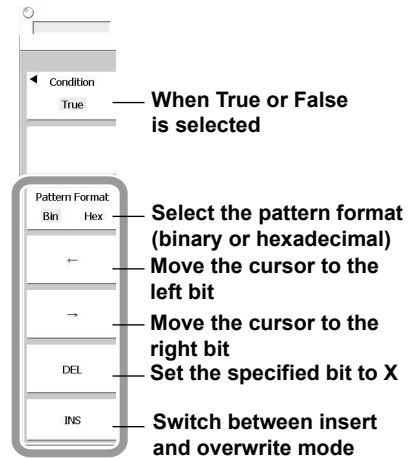 ◄ Condition
True
When True or False
is selected
Pattern Format
Bin Hex
Select the pattern format
(binary or hexadecimal)
←
Move the cursor to the
left bit
→
Move the cursor to the
right bit
DEL
Set the specified bit to X
INS
Switch between insert
and overwrite mode